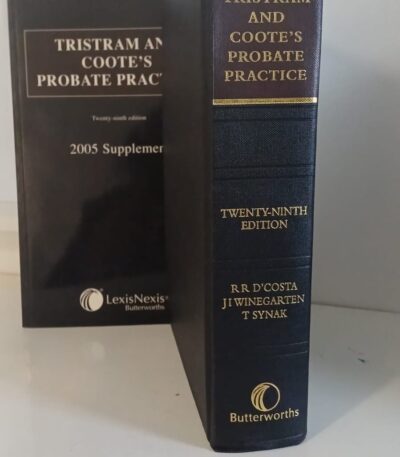 TRISTRAM AN
COOTE'S
PROBATE PRACT
Twenty-ninth edition
2005 Supplemen
LexisNexis®
Butterworths
TRISTRAM
AND
COOTE'S
PROBATE
PRACTICE
TWENTY-NINTH
EDITION
R R D'COSTA
J I WINEGARTEN
T SYNAK
Butterworths